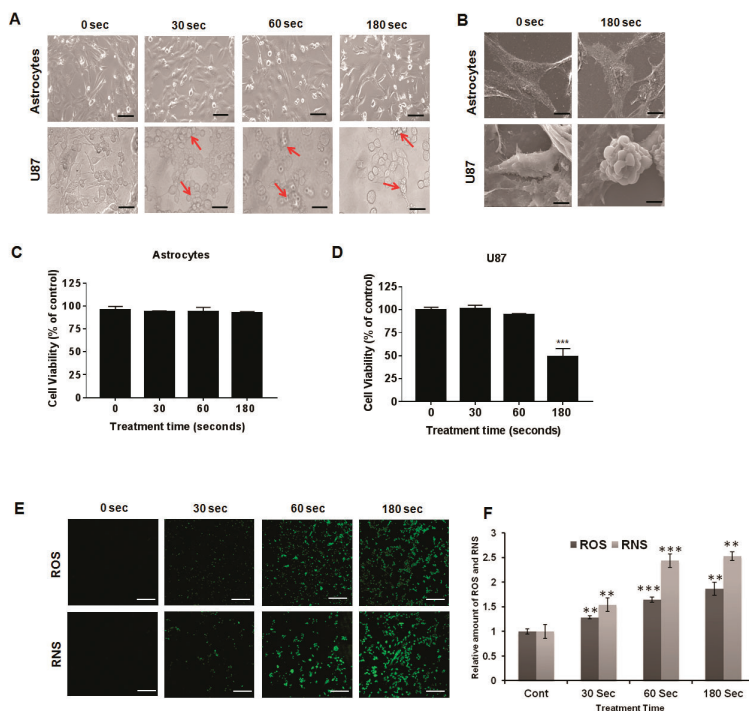 A
0 sec 30 sec 60 sec 180 sec
Astrocytes
U87
B
0 sec 180 sec
Astrocytes
U87
C
Astrocytes
Cell Viability (% of control)
125
100
75
50
25
0
0 30 60 180
Treatment time (seconds)
D
U87
Cell Viability (% of control)
125
100
75
50
25
0
***
0 30 60 180
Treatment time (seconds)
E
0 sec 30 sec 60 sec 180 sec
ROS
RNS
F
Relative amount of ROS and RNS
3
2.5
2
1.5
1
0.5
0
ROS RNS
** ** *** *** ** **
Cont 30 Sec 60 Sec 180 Sec
Treatment Time